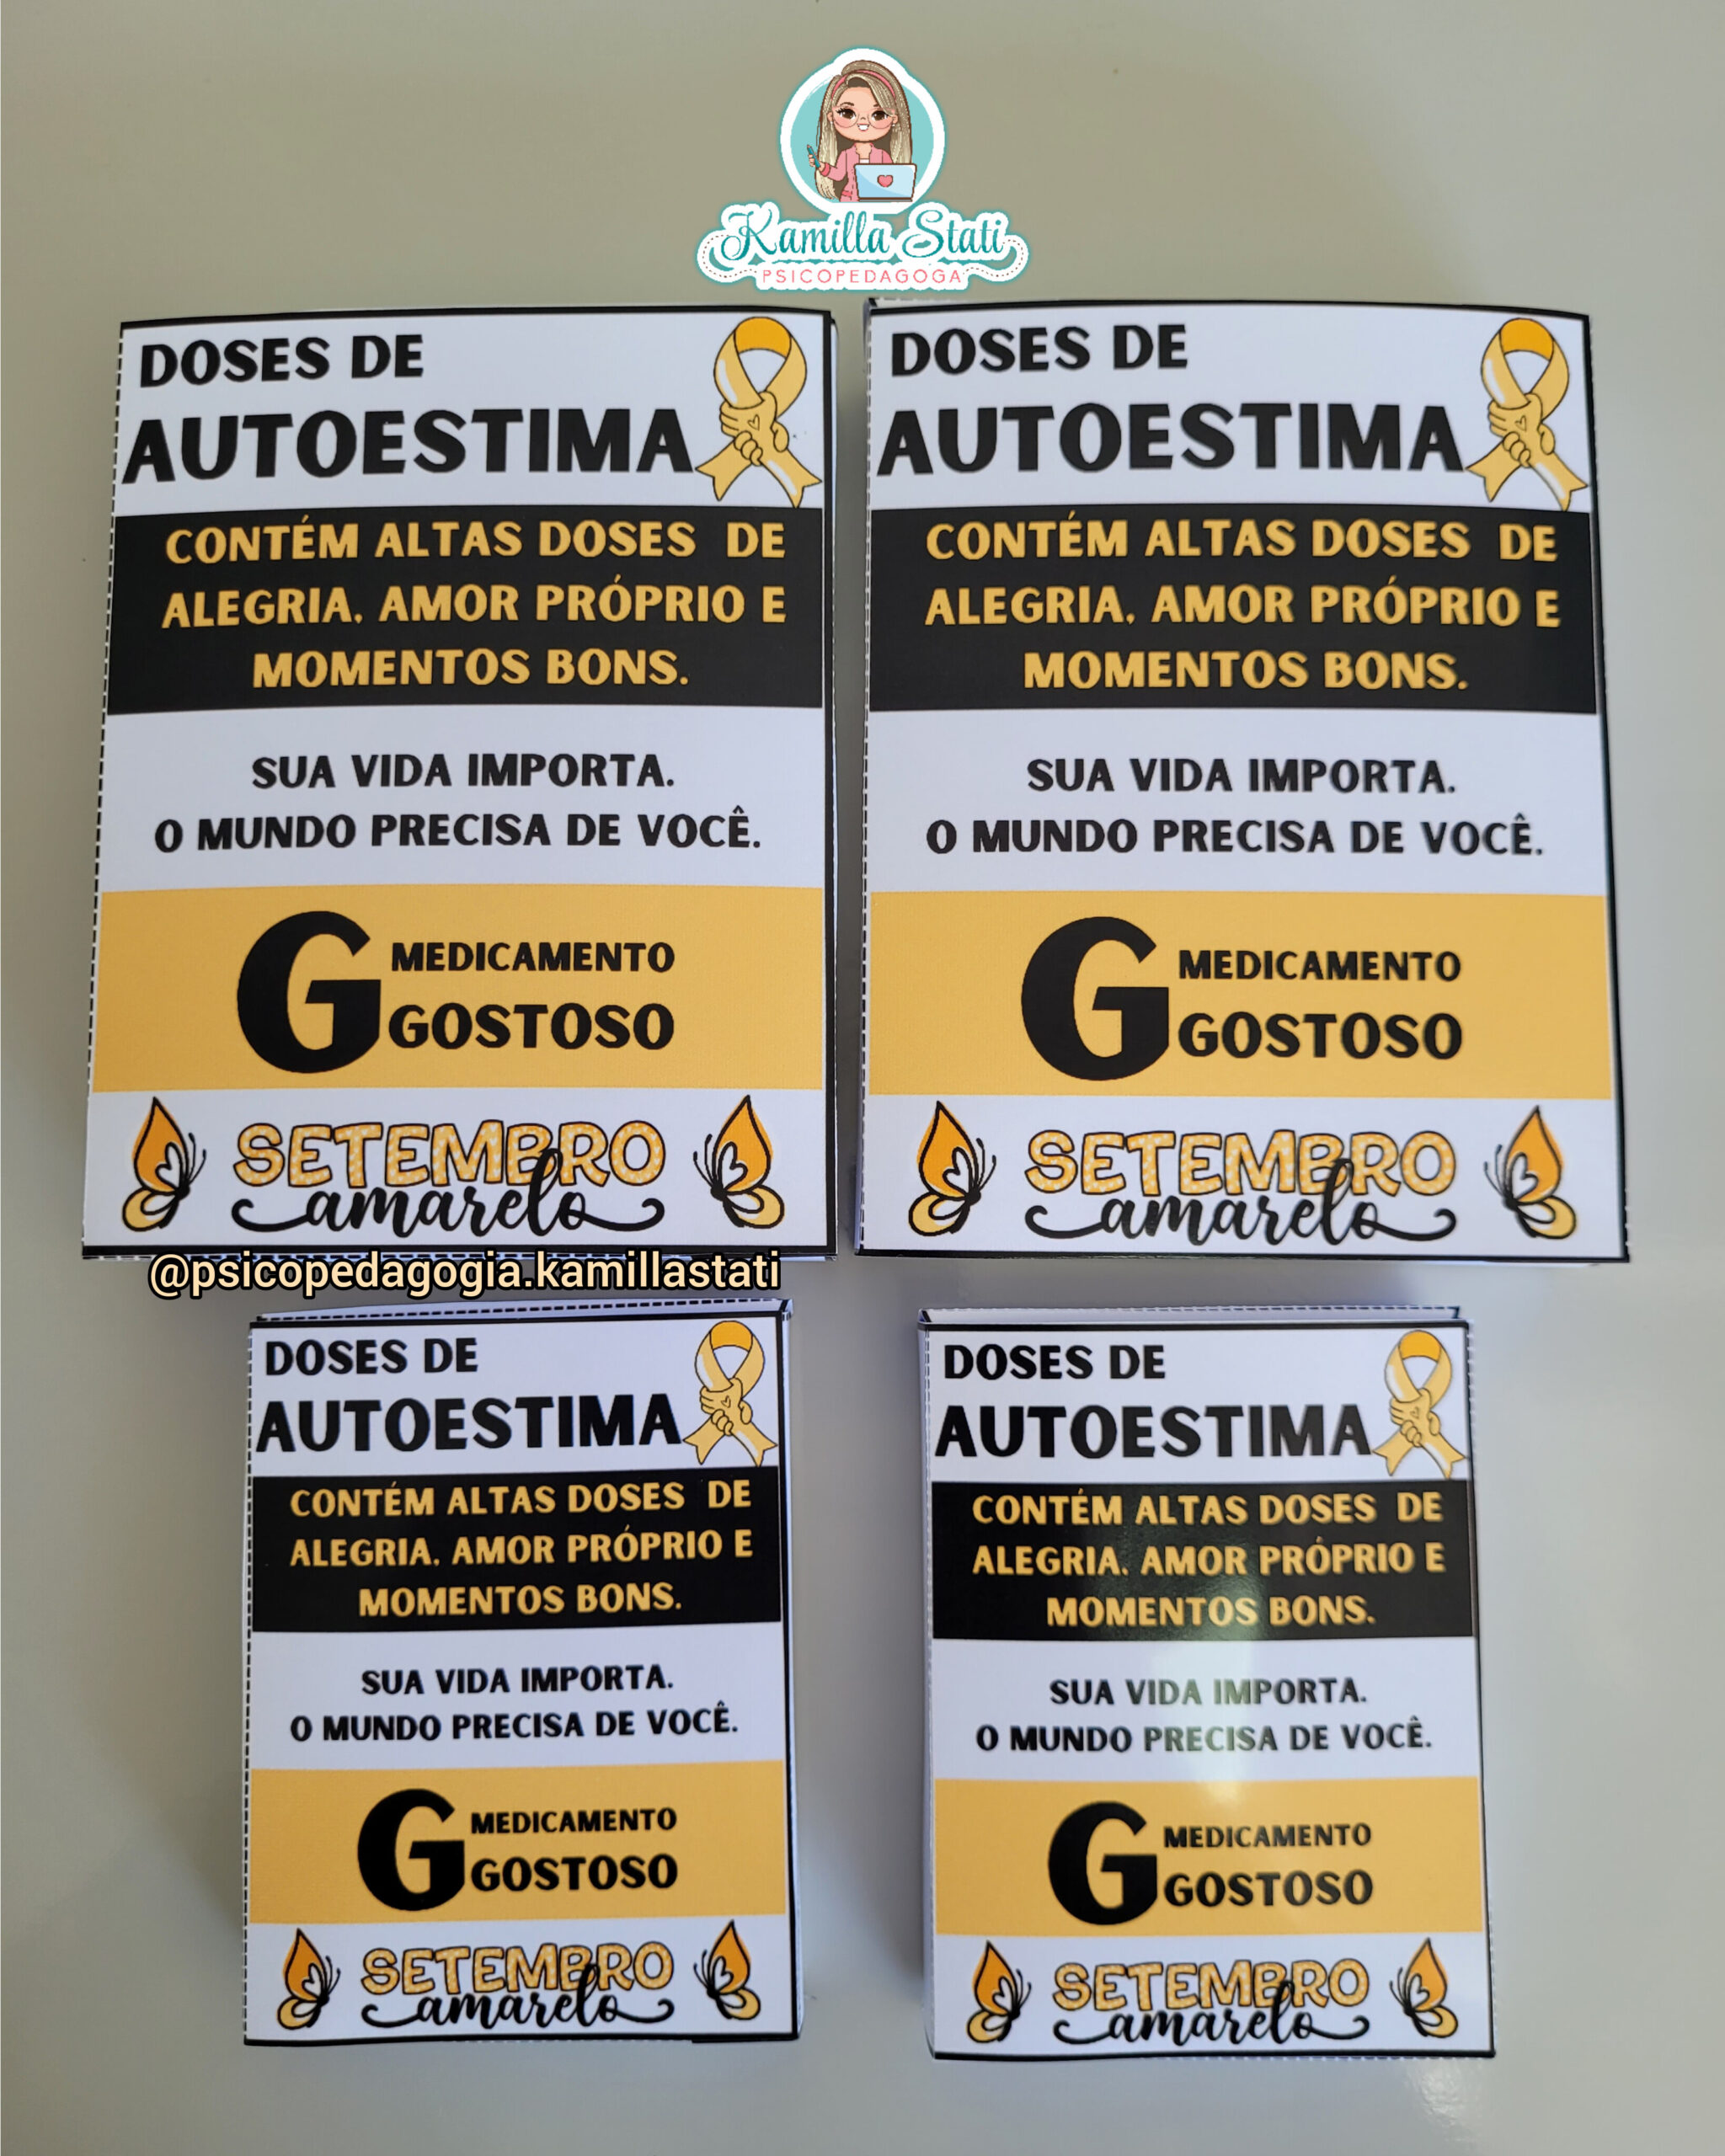 Kamilla Stati
PSICOPEDAGOGA
DOSES DE
AUTOESTIMA
CONTÉM ALTAS DOSES DE
ALEGRIA, AMOR PRÓPRIO E
MOMENTOS BONS.
SUA VIDA IMPORTA.
O MUNDO PRECISA DE VOCÊ.
G MEDICAMENTO
GOSTOSO
SETEMBRO
amarelo
DOSES DE
AUTOESTIMA
CONTÉM ALTAS DOSES DE
ALEGRIA, AMOR PRÓPRIO E
MOMENTOS BONS.
SUA VIDA IMPORTA.
O MUNDO PRECISA DE VOCÊ.
G MEDICAMENTO
GOSTOSO
SETEMBRO
amarelo
@psicopedagogia.kamillastati
DOSES DE
AUTOESTIMA
CONTÉM ALTAS DOSES DE
ALEGRIA, AMOR PRÓPRIO E
MOMENTOS BONS.
SUA VIDA IMPORTA.
O MUNDO PRECISA DE VOCÊ.
G MEDICAMENTO
GOSTOSO
SETEMBRO
amarelo
DOSES DE
AUTOESTIMA
CONTÉM ALTAS DOSES DE
ALEGRIA, AMOR PRÓPRIO E
MOMENTOS BONS.
SUA VIDA IMPORTA.
O MUNDO PRECISA DE VOCÊ.
G MEDICAMENTO
GOSTOSO
SETEMBRO
amarelo